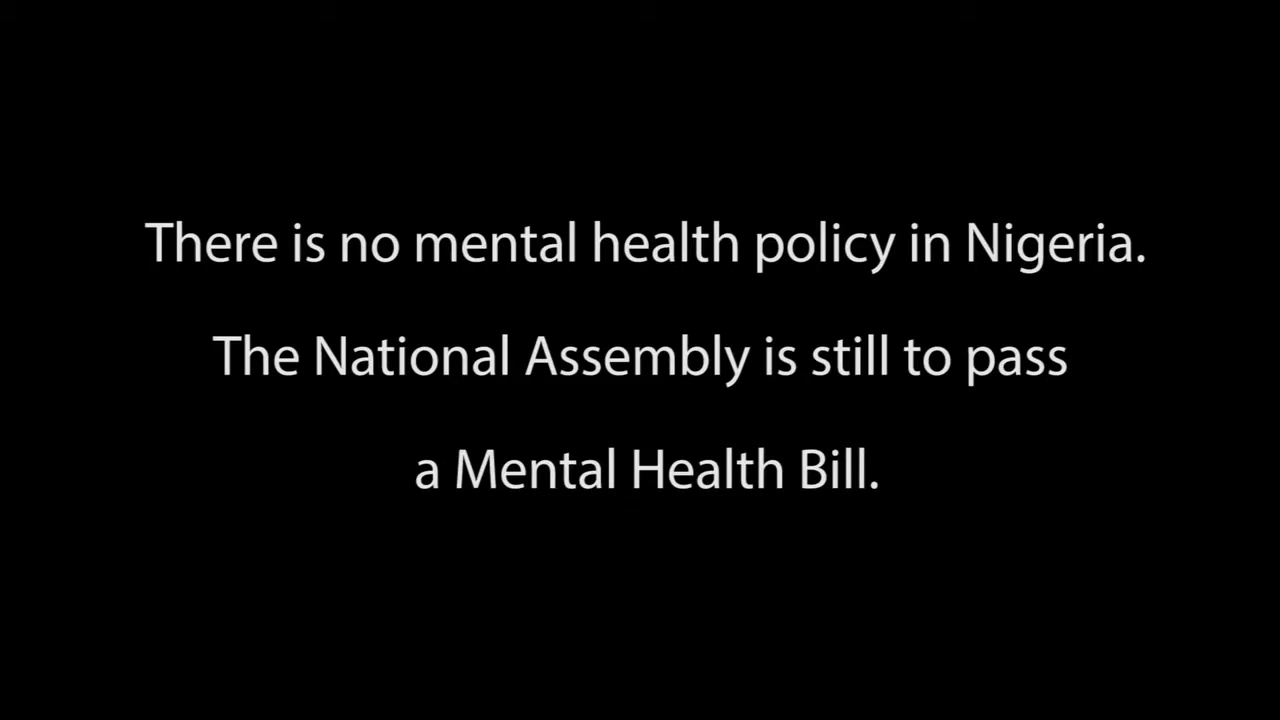 There is no mental health policy in Nigeria.
The National Assembly is still to pass
a Mental Health Bill.